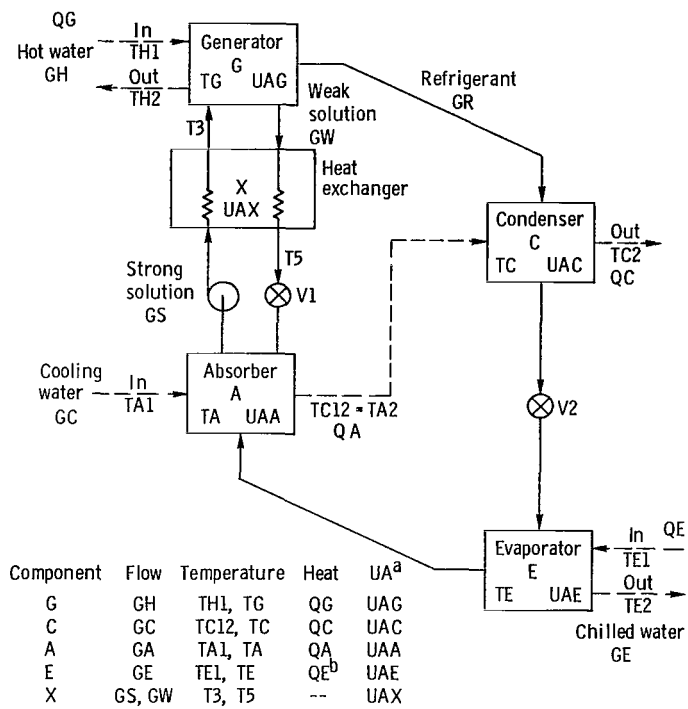 QG
In
TH1
Hot water
GH
Out
TH2
Generator
G
TG UAG
Refrigerant
GR
T3
Weak
solution
GW
Heat
exchanger
X
UAX
Condenser
C
TC UAC
Out
TC2
QC
Strong
solution
GS
T5
V1
Cooling
water
GC
In
TA1
Absorber
A
TA UAA
TC12 = TA2
QA
V2
Evaporator
E
TE UAE
In
TE1
QE
Out
TE2
Chilled water
GE
Component Flow Temperature Heat UAa
G GH TH1, TG QG UAG
C GC TC12, TC QC UAC
A GA TA1, TA QA UAA
E GE TE1, TE QEb UAE
X GS, GW T3, T5 -- UAX